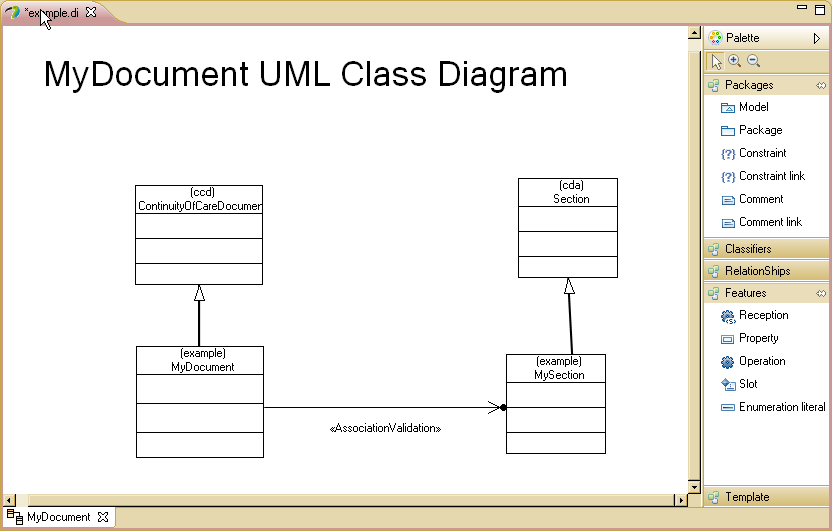 *example.di
MyDocument UML Class Diagram
(ccd)
ContinuityOfCareDocumen
(cda)
Section
(example)
MyDocument
(example)
MySection
«AssociationValidation»
Palette
Packages
Model
Package
{?} Constraint
{?} Constraint link
Comment
Comment link
Classifiers
RelationShips
Features
Reception
Property
Operation
Slot
Enumeration literal
Template
MyDocument